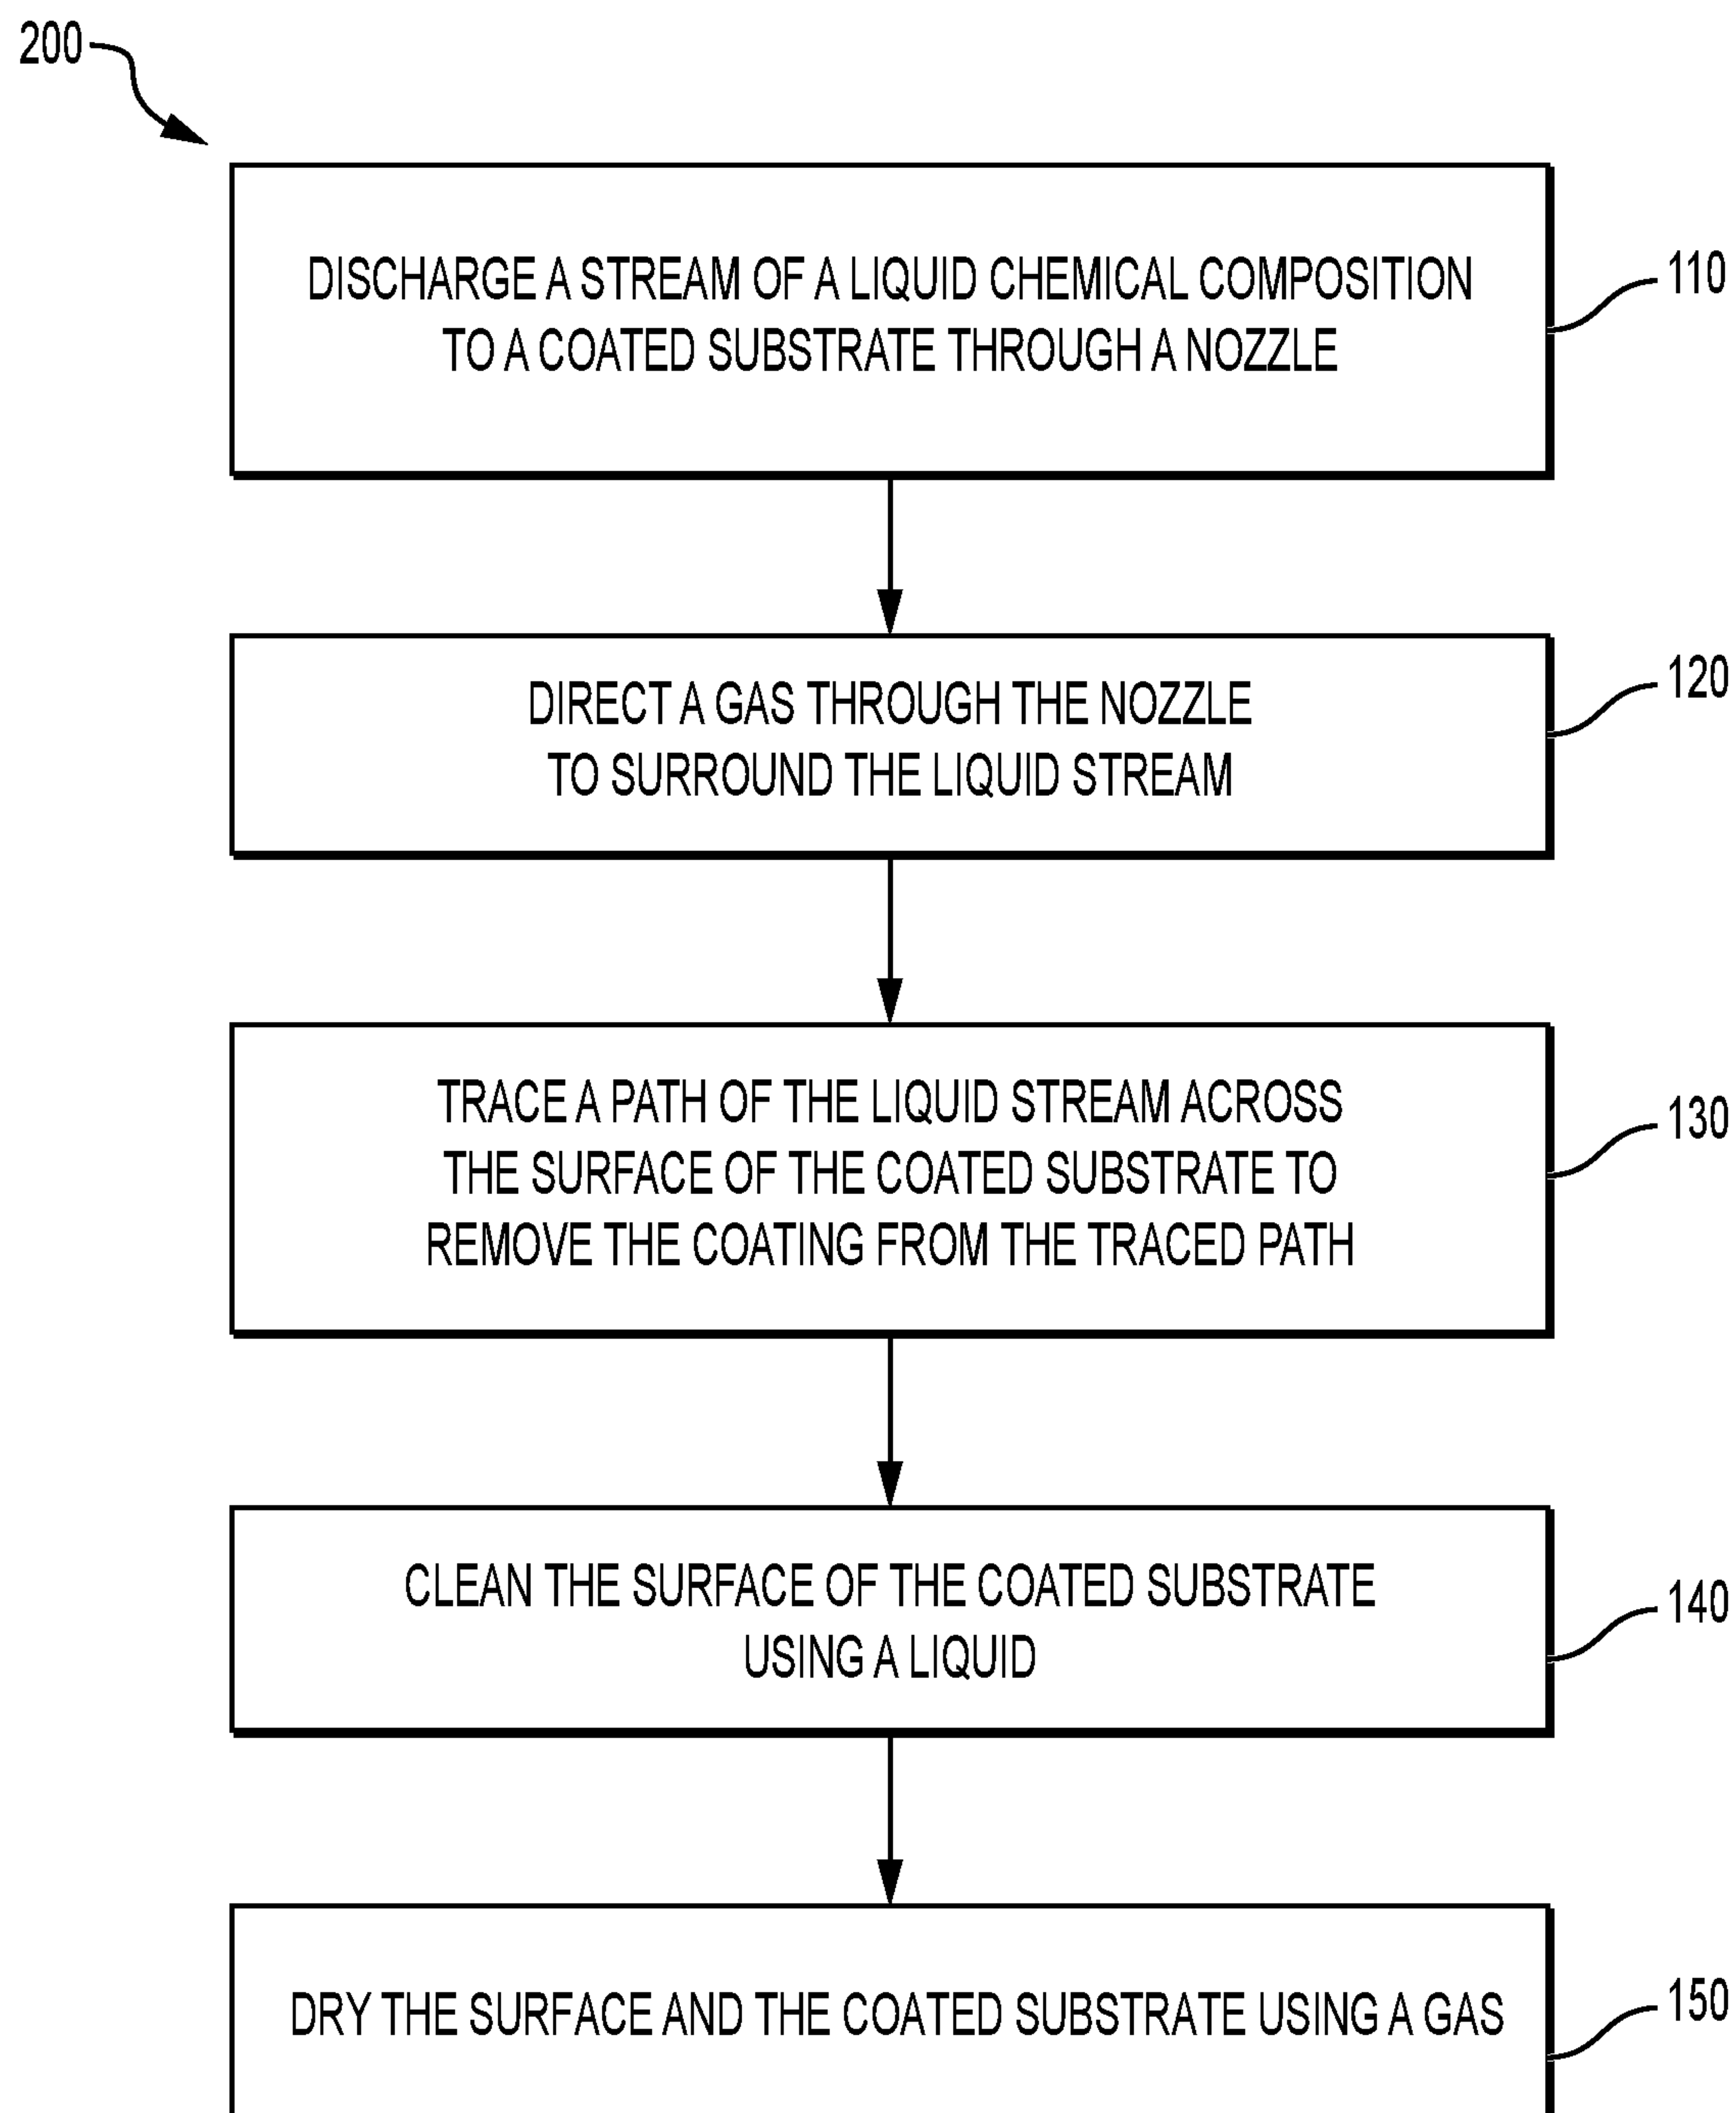 200
DISCHARGE A STREAM OF A LIQUID CHEMICAL COMPOSITION
TO A COATED SUBSTRATE THROUGH A NOZZLE
110
DIRECT A GAS THROUGH THE NOZZLE
TO SURROUND THE LIQUID STREAM
120
TRACE A PATH OF THE LIQUID STREAM ACROSS
THE SURFACE OF THE COATED SUBSTRATE TO
REMOVE THE COATING FROM THE TRACED PATH
130
CLEAN THE SURFACE OF THE COATED SUBSTRATE
USING A LIQUID
140
DRY THE SURFACE AND THE COATED SUBSTRATE USING A GAS
150